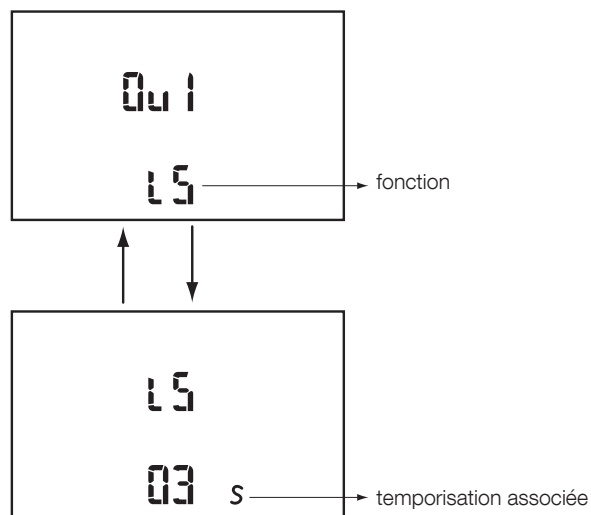 Ou1
LS
fonction
LS
03 s
temporisation associée